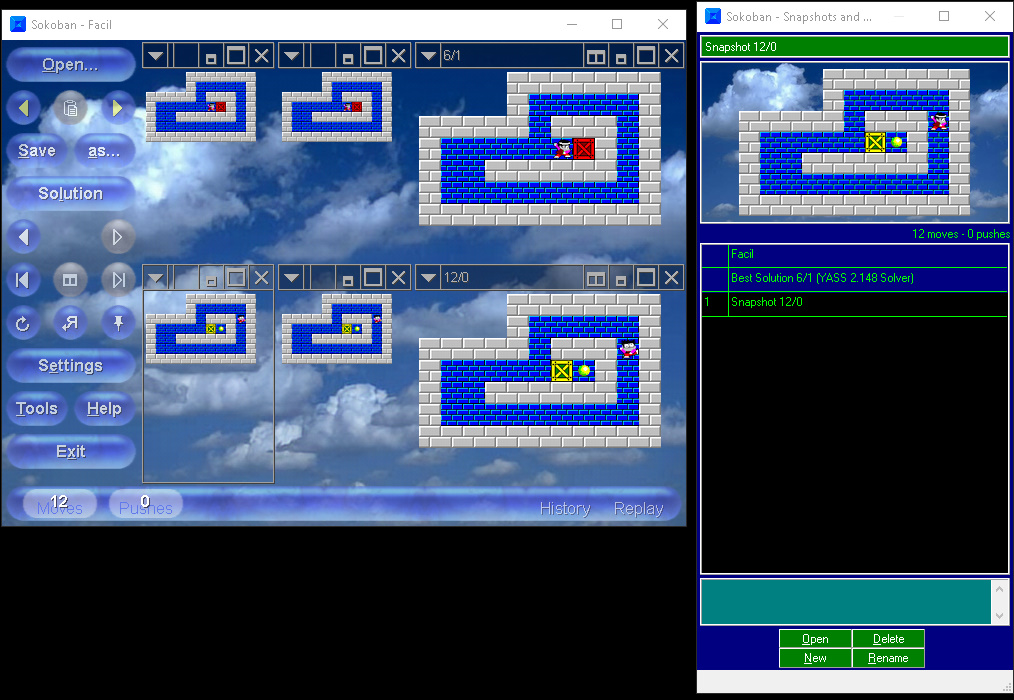 Sokoban - Facil
Open...
Save
as...
Solution
Settings
Tools
Help
Exit
6/1
12/0
12
Moves
0
Pushes
History
Replay
Sokoban - Snapshots and ...
Snapshot 12/0
12 moves - 0 pushes
Facil
Best Solution 6/1 (YASS 2.148 Solver)
1 Snapshot 12/0
Open
Delete
New
Rename